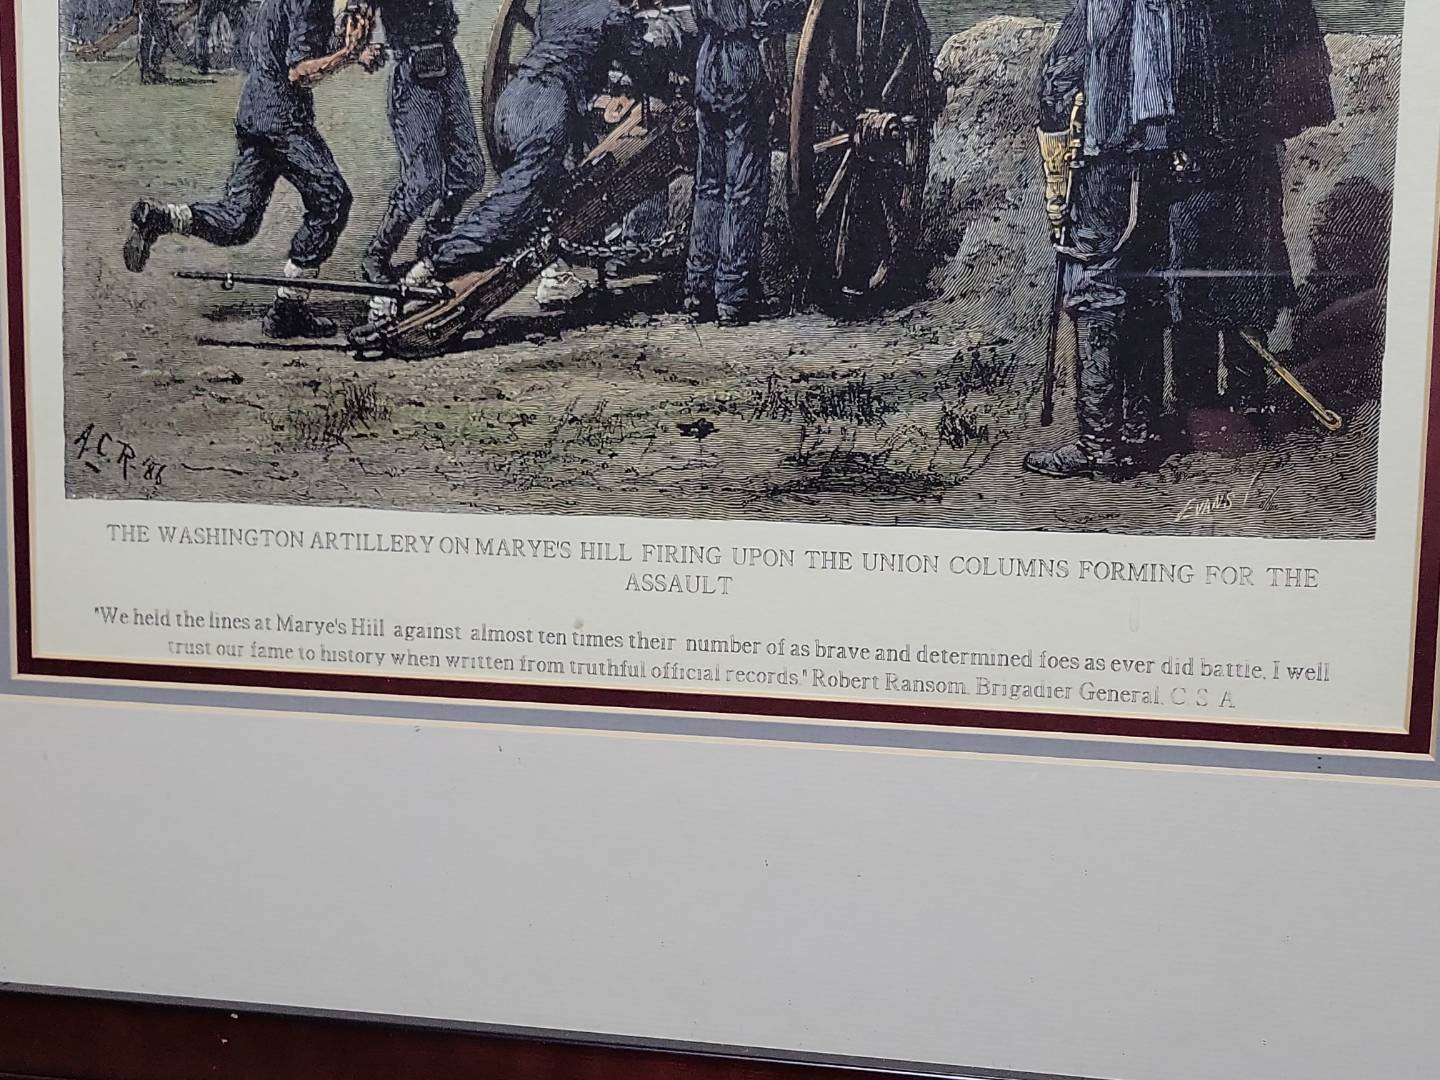 A.C.R. '86
EVANS
THE WASHINGTON ARTILLERY ON MARYE'S HILL FIRING UPON THE UNION COLUMNS FORMING FOR THE
ASSAULT
"We held the lines at Marye's Hill against almost ten times their number of as brave and determined foes as ever did battle. I well
trust our fame to history when written from truthful official records." Robert Ransom, Brigadier General, C S A